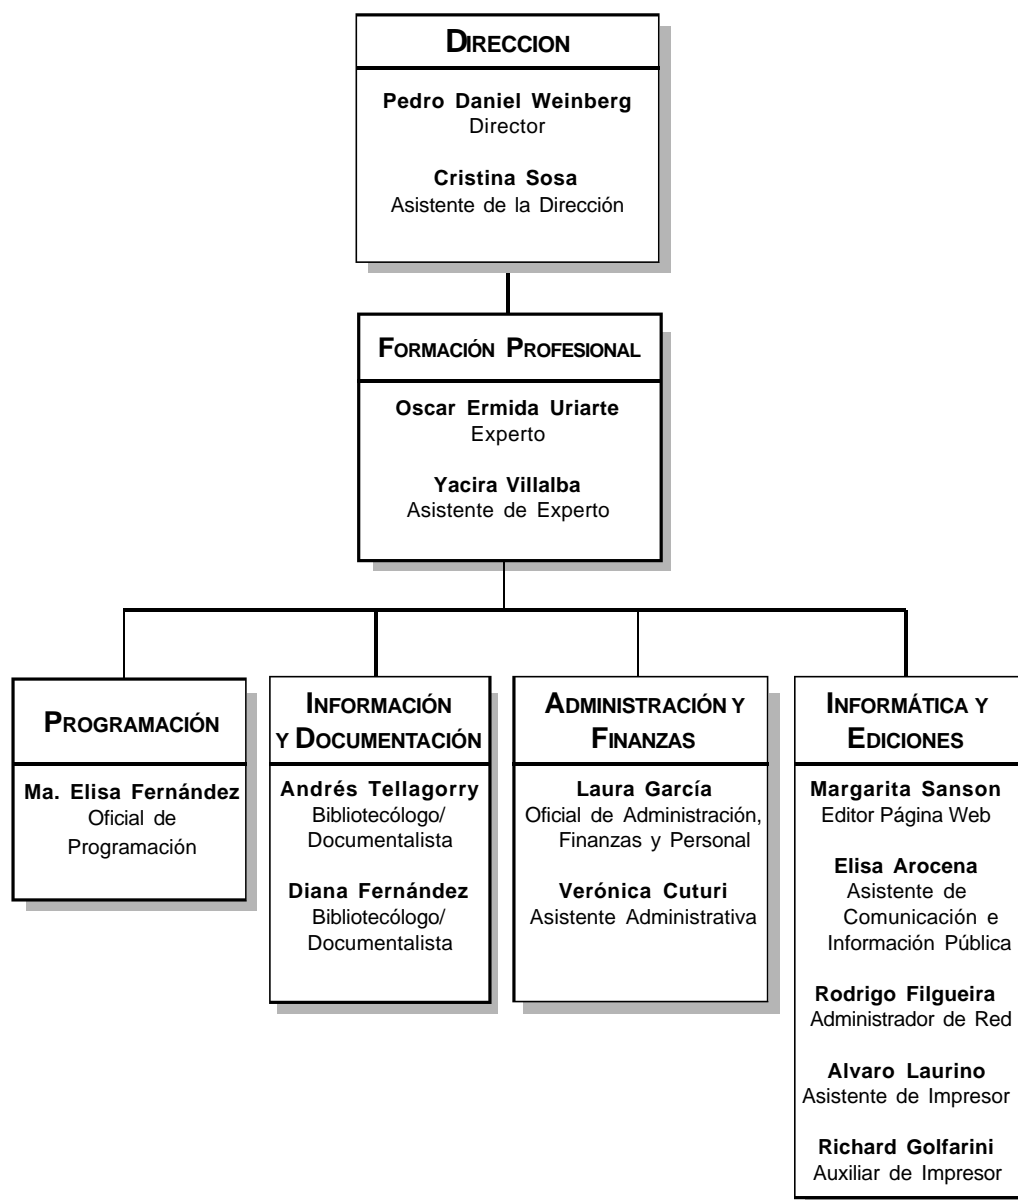 DIRECCION
Pedro Daniel Weinberg
Director
Cristina Sosa
Asistente de la Dirección
FORMACIÓN PROFESIONAL
Oscar Ermida Uriarte
Experto
Yacira Villalba
Asistente de Experto
PROGRAMACIÓN
Ma. Elisa Fernández
Oficial de
Programación
INFORMACIÓN
Y DOCUMENTACIÓN
Andrés Tellagorry
Bibliotecólogo/
Documentalista
Diana Fernández
Bibliotecólogo/
Documentalista
ADMINISTRACIÓN Y
FINANZAS
Laura García
Oficial de Administración,
Finanzas y Personal
Verónica Cuturi
Asistente Administrativa
INFORMÁTICA Y
EDICIONES
Margarita Sanson
Editor Página Web
Elisa Arocena
Asistente de
Comunicación e
Información Pública
Rodrigo Filgueira
Administrador de Red
Alvaro Laurino
Asistente de Impresor
Richard Golfarini
Auxiliar de Impresor